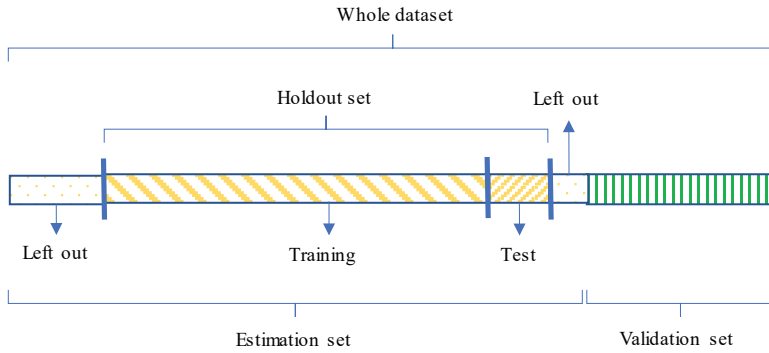 Whole dataset
Holdout set
Left out
Left out
Training
Test
Estimation set
Validation set